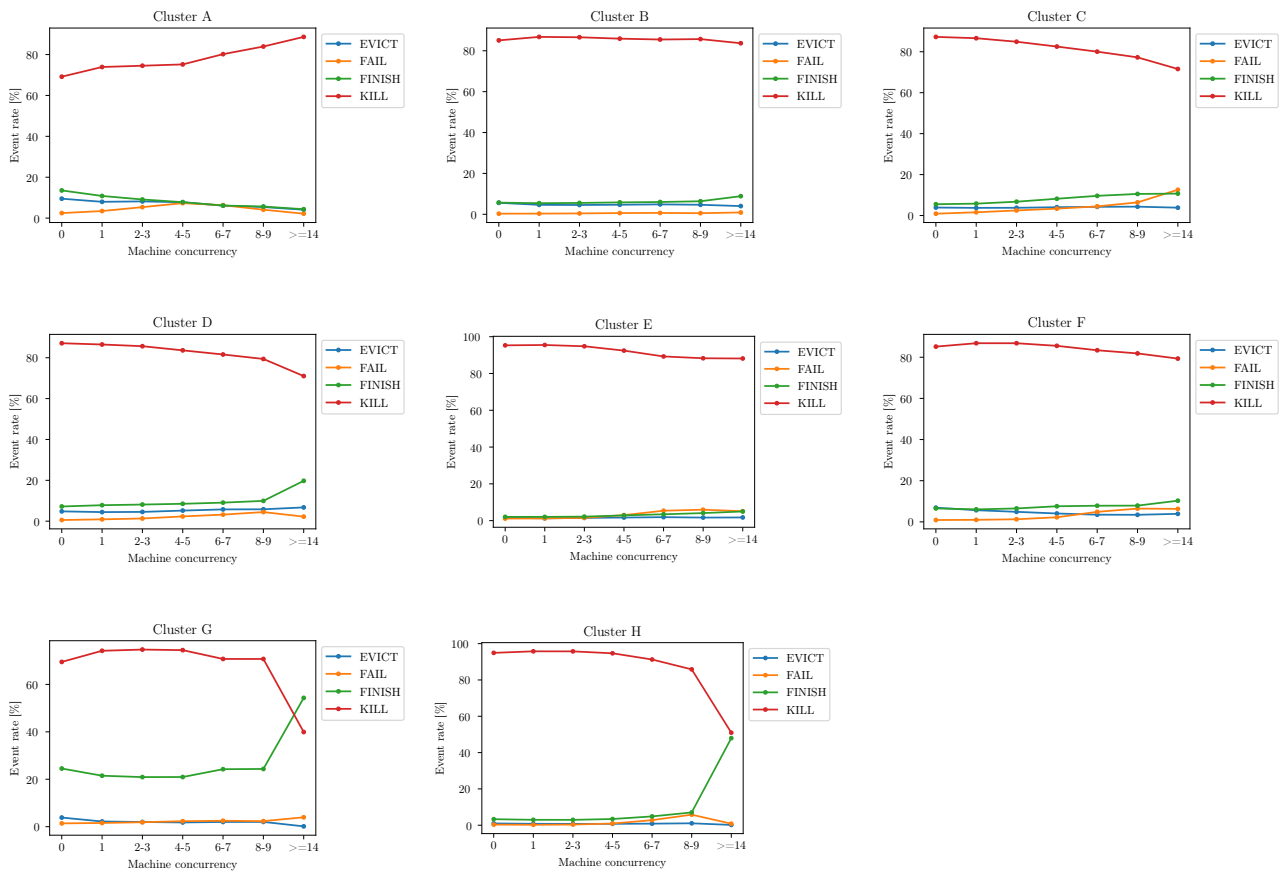 Cluster A
80
60
40
20
0
Event rate [%]
0 1 2-3 4-5 6-7 8-9 >=14
Machine concurrency
EVICT
FAIL
FINISH
KILL
Cluster B
80
60
40
20
0
Event rate [%]
0 1 2-3 4-5 6-7 8-9 >=14
Machine concurrency
EVICT
FAIL
FINISH
KILL
Cluster C
80
60
40
20
0
Event rate [%]
0 1 2-3 4-5 6-7 8-9 >=14
Machine concurrency
EVICT
FAIL
FINISH
KILL
Cluster D
80
60
40
20
0
Event rate [%]
0 1 2-3 4-5 6-7 8-9 >=14
Machine concurrency
EVICT
FAIL
FINISH
KILL
Cluster E
100
80
60
40
20
0
Event rate [%]
0 1 2-3 4-5 6-7 8-9 >=14
Machine concurrency
EVICT
FAIL
FINISH
KILL
Cluster F
80
60
40
20
0
Event rate [%]
0 1 2-3 4-5 6-7 8-9 >=14
Machine concurrency
EVICT
FAIL
FINISH
KILL
Cluster G
60
40
20
0
Event rate [%]
0 1 2-3 4-5 6-7 8-9 >=14
Machine concurrency
EVICT
FAIL
FINISH
KILL
Cluster H
100
80
60
40
20
0
Event rate [%]
0 1 2-3 4-5 6-7 8-9 >=14
Machine concurrency
EVICT
FAIL
FINISH
KILL